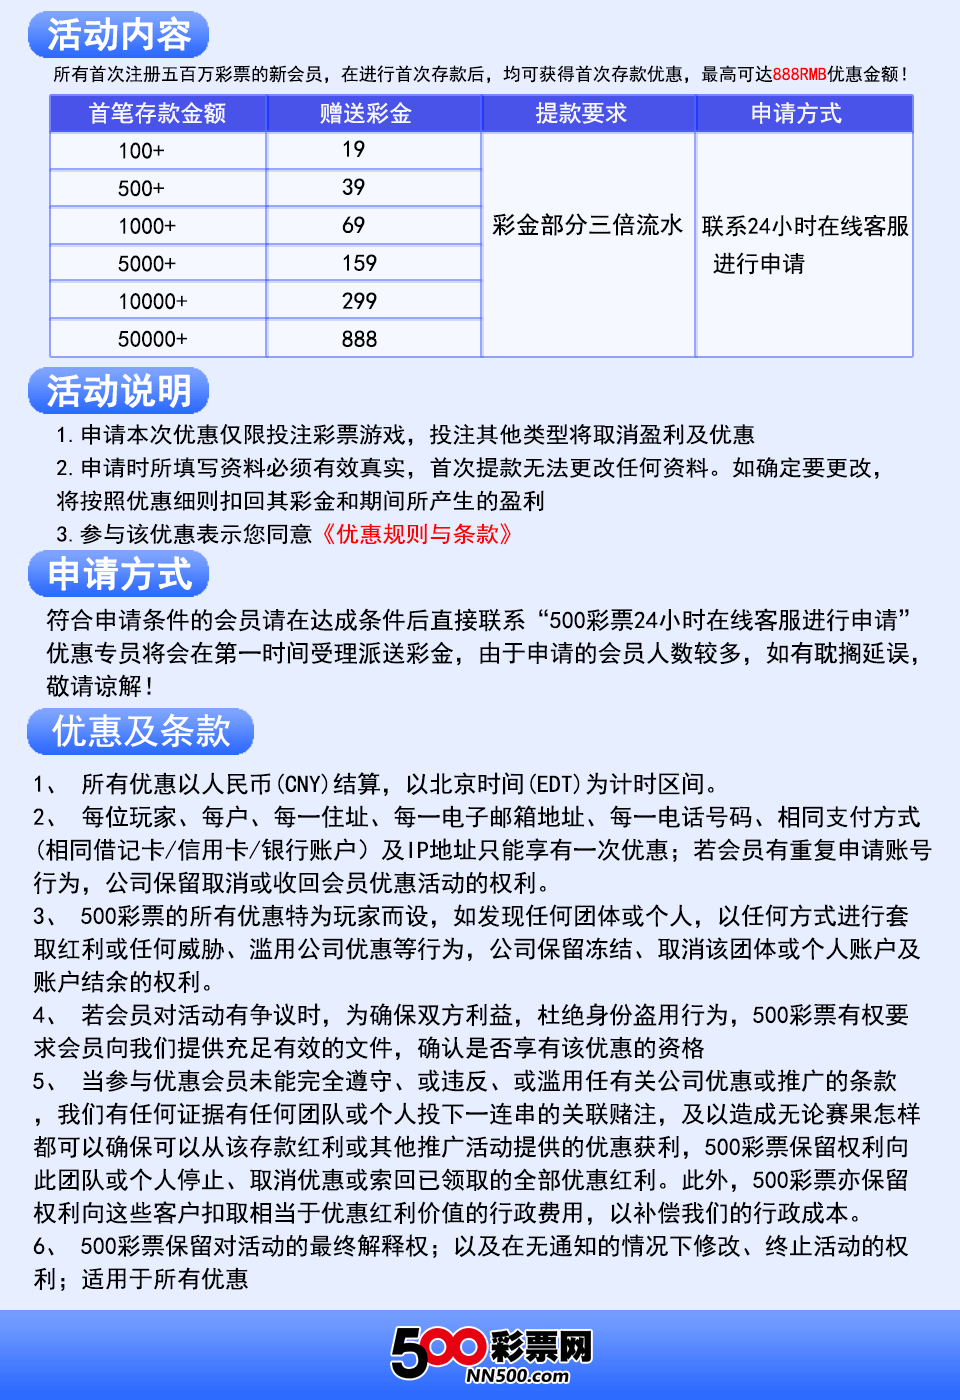 活动内容
所有首次注册五百万彩票的新会员，在进行首次存款后，均可获得首次存款优惠，最高可达888RMB优惠金额！
首笔存款金额 赠送彩金 提款要求 申请方式
100+ 19
500+ 39
1000+ 69
5000+ 159
10000+ 299
50000+ 888
彩金部分三倍流水
联系24小时在线客服
进行申请
活动说明
1.申请本次优惠仅限投注彩票游戏，投注其他类型将取消盈利及优惠
2.申请时所填写资料必须有效真实，首次提款无法更改任何资料。如确定要更改，
将按照优惠细则扣回其彩金和期间所产生的盈利
3.参与该优惠表示您同意《优惠规则与条款》
申请方式
符合申请条件的会员请在达成条件后直接联系“500彩票24小时在线客服进行申请”
优惠专员将会在第一时间受理派送彩金，由于申请的会员人数较多，如有耽搁延误，
敬请谅解！
优惠及条款
1、 所有优惠以人民币(CNY)结算，以北京时间(EDT)为计时区间。
2、 每位玩家、每户、每一住址、每一电子邮箱地址、每一电话号码、相同支付方式
(相同借记卡/信用卡/银行账户) 及IP地址只能享有一次优惠；若会员有重复申请账号
行为，公司保留取消或收回会员优惠活动的权利。
3、 500彩票的所有优惠特为玩家而设，如发现任何团体或个人，以任何方式进行套
取红利或任何威胁、滥用公司优惠等行为，公司保留冻结、取消该团体或个人账户及
账户结余的权利。
4、 若会员对活动有争议时，为确保双方利益，杜绝身份盗用行为，500彩票有权要
求会员向我们提供充足有效的文件，确认是否享有该优惠的资格
5、 当参与优惠会员未能完全遵守、或违反、或滥用任有关公司优惠或推广的条款
，我们有任何证据有任何团队或个人投下一连串的关联赌注，及以造成无论赛果怎样
都可以确保可以从该存款红利或其他推广活动提供的优惠获利，500彩票保留权利向
此团队或个人停止、取消优惠或索回已领取的全部优惠红利。此外，500彩票亦保留
权利向这些客户扣取相当于优惠红利价值的行政费用，以补偿我们的行政成本。
6、 500彩票保留对活动的最终解释权；以及在无通知的情况下修改、终止活动的权
利；适用于所有优惠
500彩票网
NN500.com